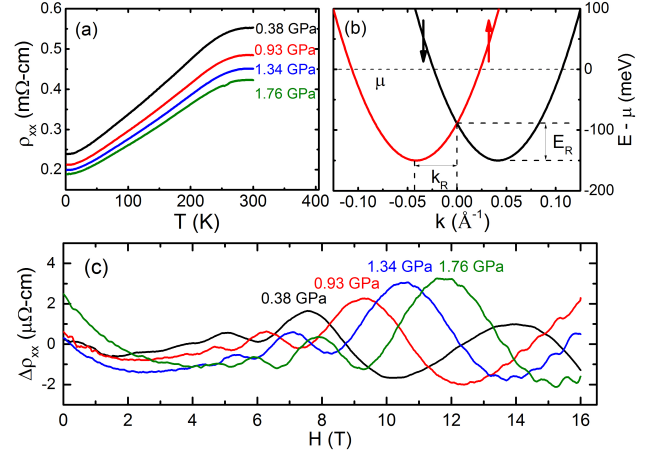 (a)
0.6
0.5
0.4
0.3
0.2
ρxx (mΩ-cm)
0.38 GPa
0.93 GPa
1.34 GPa
1.76 GPa
0 100 200 300 400
T (K)
(b)
μ
E_R
k_R
100
0
-100
-200
E - μ (meV)
-0.10 -0.05 0.00 0.05 0.10
k (Å⁻¹)
(c)
4
2
0
-2
Δρxx (μΩ-cm)
0.38 GPa
0.93 GPa
1.34 GPa
1.76 GPa
0 2 4 6 8 10 12 14 16
H (T)